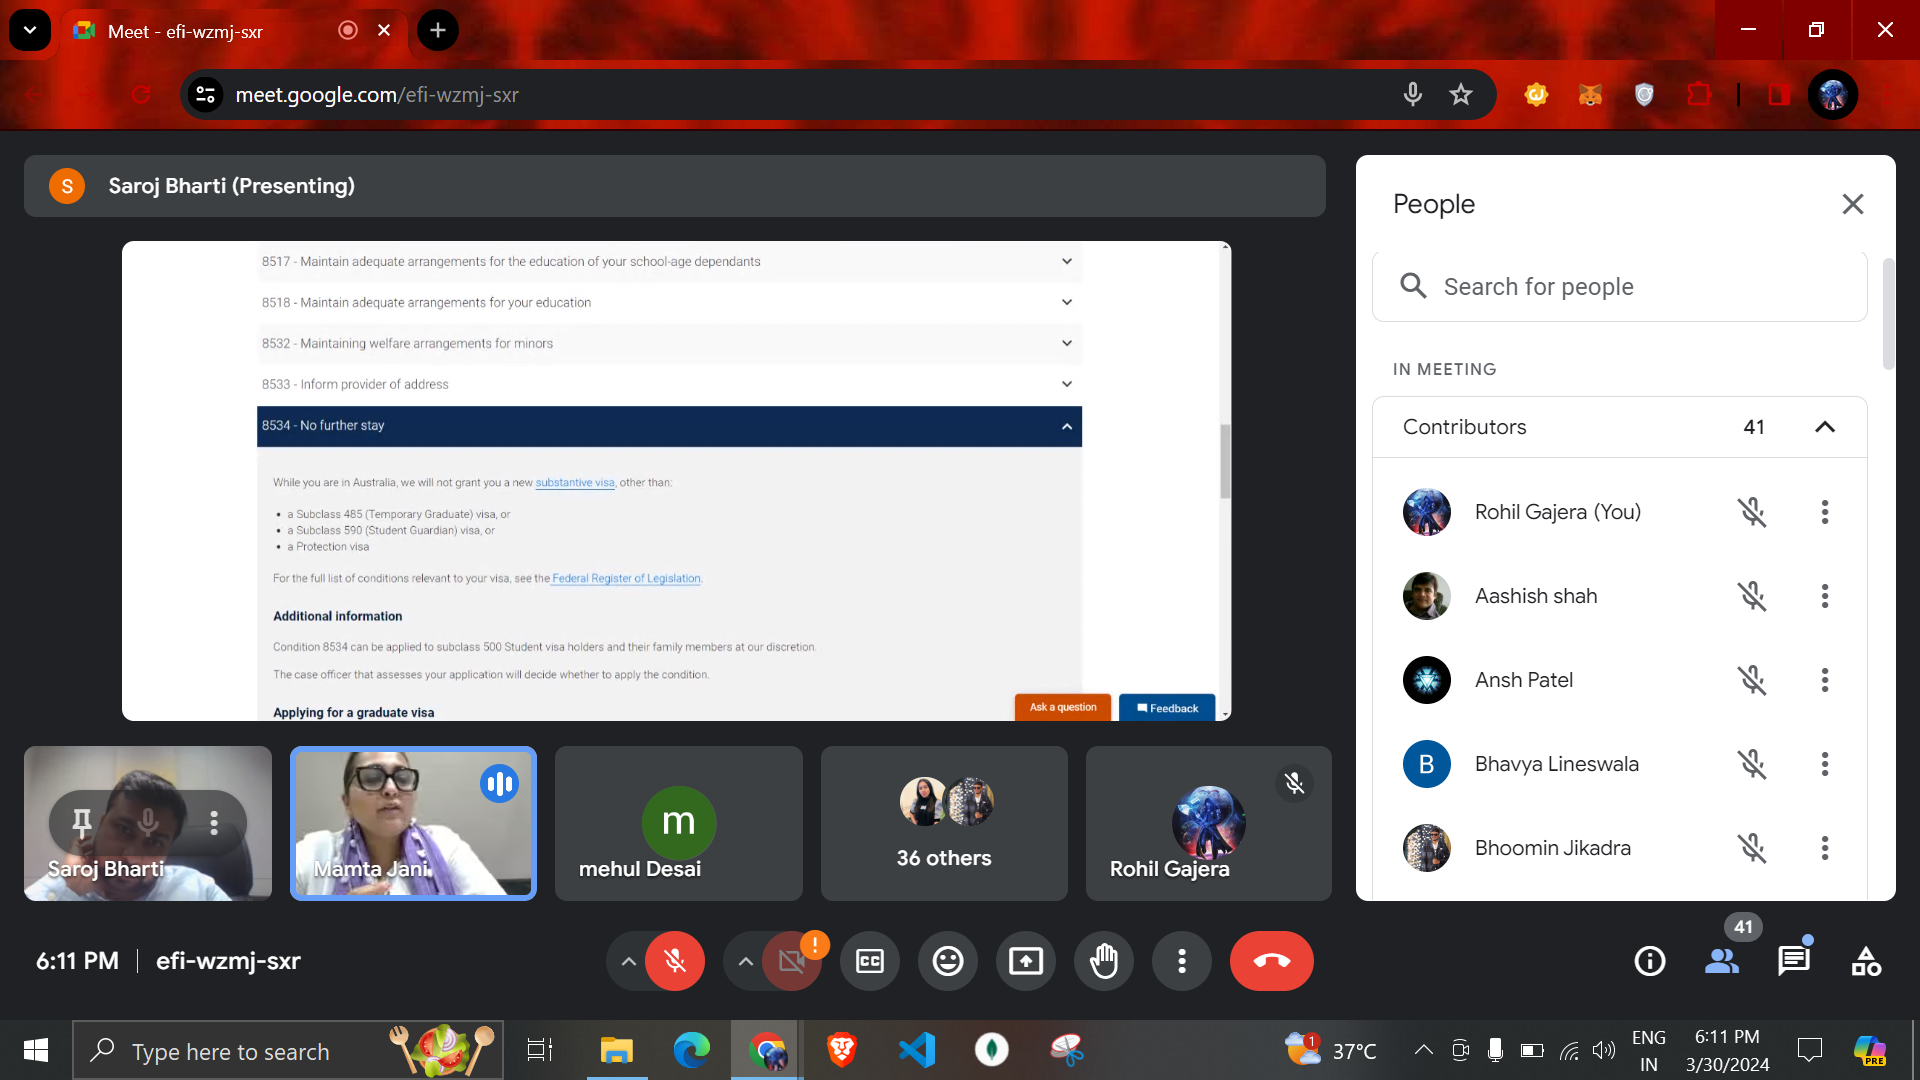 Meet - efi-wzmj-sxr
meet.google.com/efi-wzmj-sxr
S
Saroj Bharti (Presenting)
8517 - Maintain adequate arrangements for the education of your school-age dependants
8518 - Maintain adequate arrangements for your education
8532 - Maintaining welfare arrangements for minors
8533 - Inform provider of address
8534 - No further stay
While you are in Australia, we will not grant you a new substantive visa, other than:
• a Subclass 485 (Temporary Graduate) visa, or
• a Subclass 590 (Student Guardian) visa, or
• a Protection visa
For the full list of conditions relevant to your visa, see the Federal Register of Legislation.
Additional information
Condition 8534 can be applied to subclass 500 Student visa holders and their family members at our discretion.
The case officer that assesses your application will decide whether to apply the condition.
Applying for a graduate visa
Ask a question
Feedback
People
Search for people
IN MEETING
Contributors 41
Rohil Gajera (You)
Aashish shah
Ansh Patel
B
Bhavya Lineswala
Bhoomin Jikadra
Saroj Bharti
Mamta Jani
m
mehul Desai
36 others
Rohil Gajera
6:11 PM
efi-wzmj-sxr
!
CC
41
Type here to search
1
37°C
ENG
IN
6:11 PM
3/30/2024
PRE